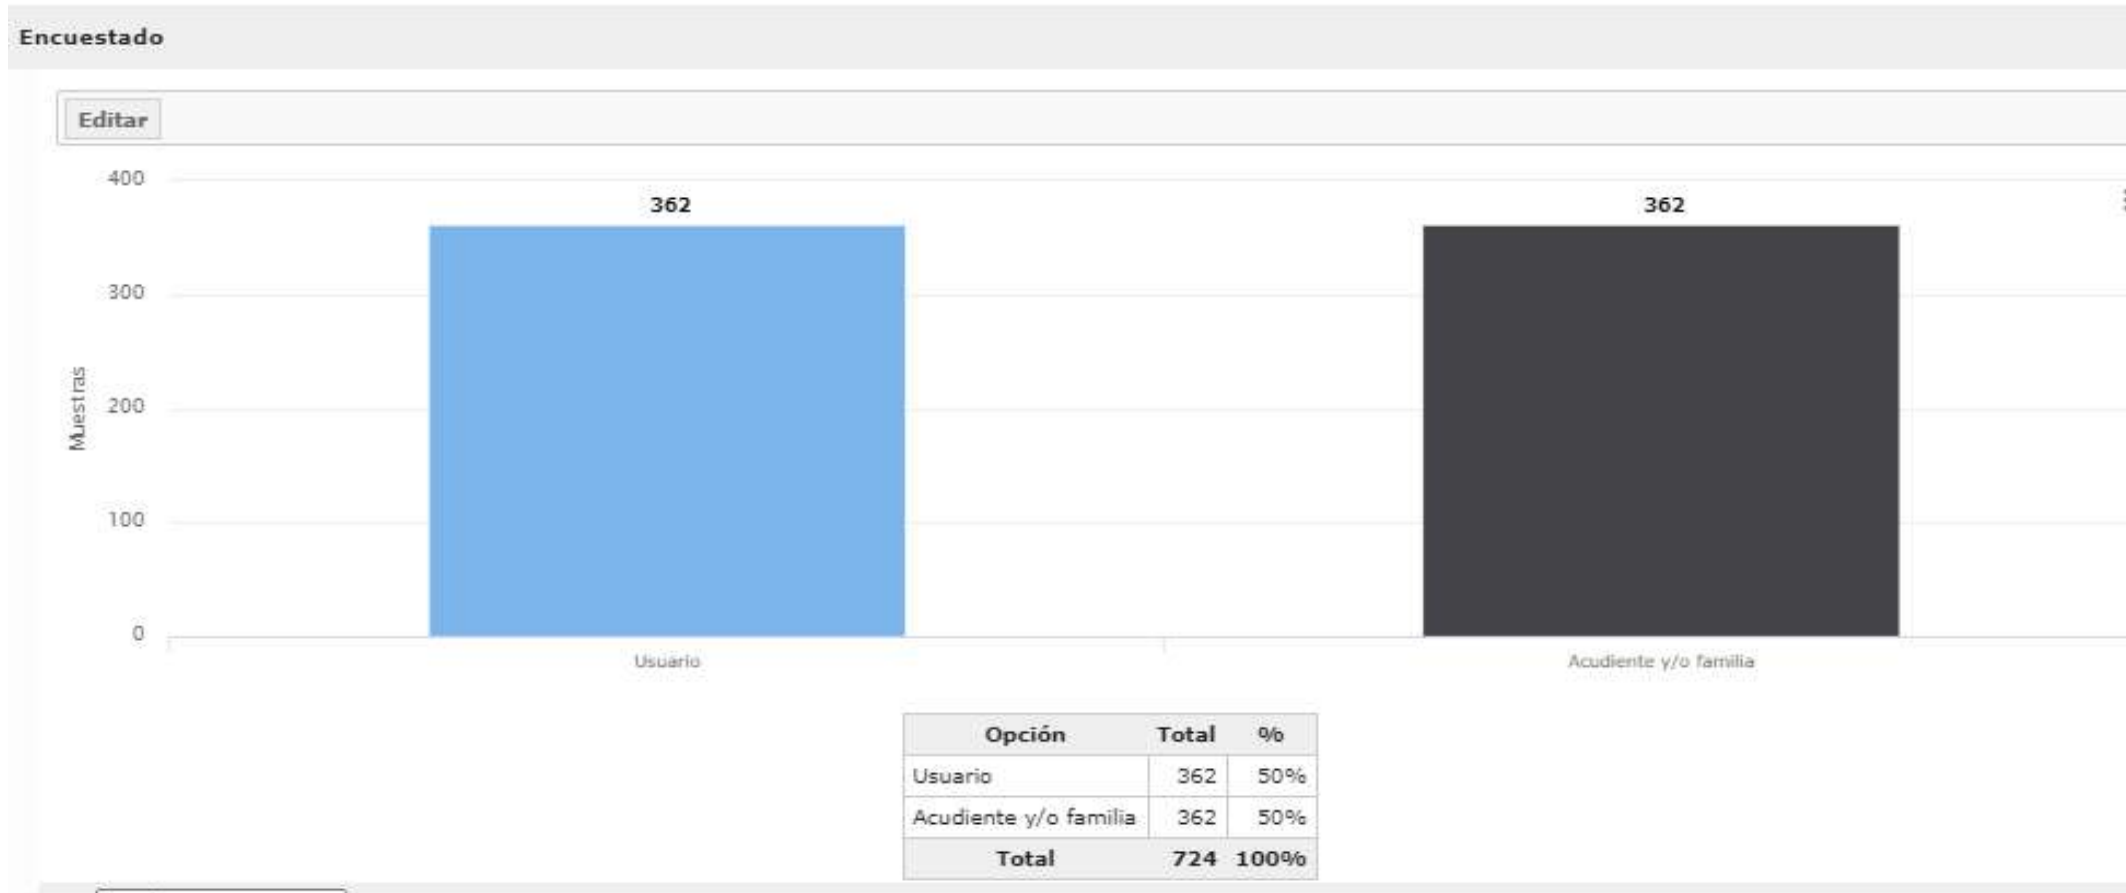 Encuestado
Editar
400
362
362
300
Muestras
200
100
0
Usuario
Acudiente y/o familia
Opción Total %
Usuario 362 50%
Acudiente y/o familia 362 50%
Total 724 100%